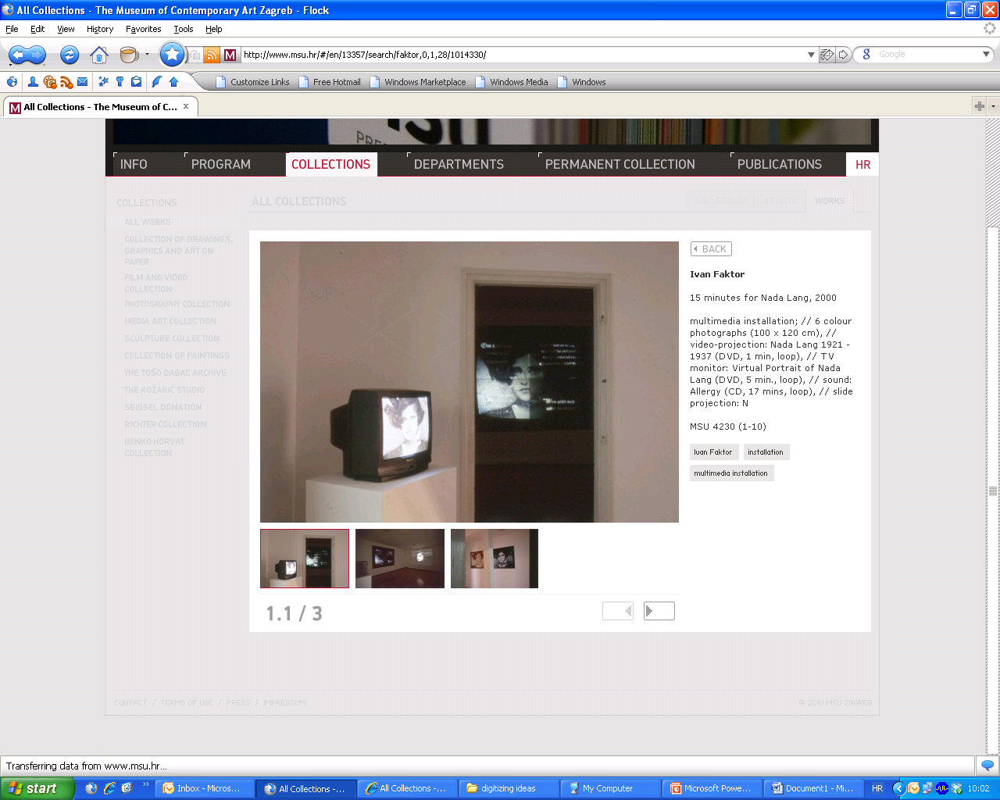 All Collections - The Museum of Contemporary Art Zagreb - Flock
File Edit View History Favorites Tools Help
http://www.msu.hr/#/en/13357/search/faktor,0,1,28/1014330/
Google
Customize Links Free Hotmail Windows Marketplace Windows Media Windows
All Collections - The Museum of C...
INFO PROGRAM COLLECTIONS DEPARTMENTS PERMANENT COLLECTION PUBLICATIONS HR
COLLECTIONS
ALL WORKS
COLLECTION OF DRAWINGS,
GRAPHICS AND ART ON
PAPER
FILM AND VIDEO
COLLECTION
PHOTOGRAPHY COLLECTION
MEDIA ART COLLECTION
SCULPTURE COLLECTION
COLLECTION OF PAINTINGS
THE TOŠO DABAC ARCHIVE
THE KOŽARIĆ STUDIO
SEISSEL DONATION
RICHTER COLLECTION
BENKO HORVAT
COLLECTION
ALL COLLECTIONS
COLLECTION ARTISTS WORKS
BACK
Ivan Faktor
15 minutes for Nada Lang, 2000
multimedia installation; // 6 colour
photographs (100 x 120 cm), //
video-projection: Nada Lang 1921 -
1937 (DVD, 1 min, loop), // TV
monitor: Virtual Portrait of Nada
Lang (DVD, 5 min., loop), // sound:
Allergy (CD, 17 mins, loop), // slide
projection: N
MSU 4230 (1-10)
Ivan Faktor installation
multimedia installation
1.1 / 3
CONTACT / TERMS OF USE / PRESS / IMPRESSUM
© 2010 MSU ZAGREB
Transferring data from www.msu.hr...
start Inbox - Micros... All Collections -... All Collections -... digitizing ideas My Computer Microsoft Powe... Document1 - Mi... HR 10:02